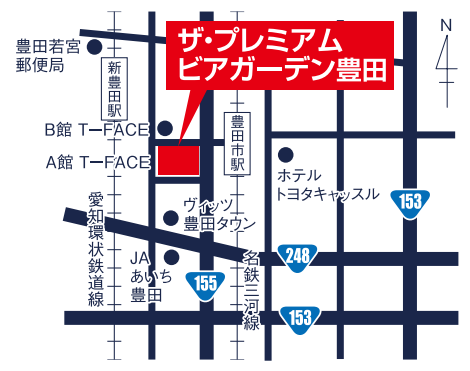 ザ・プレミアム
ビアガーデン豊田
N
豊田若宮
郵便局
新豊田駅
B館 T-FACE
A館 T-FACE
豊田市駅
ホテル
トヨタキャッスル
153
愛知環状鉄道線
ヴィッツ
豊田タウン
248
名鉄三河線
JA
あいち
豊田
155
153